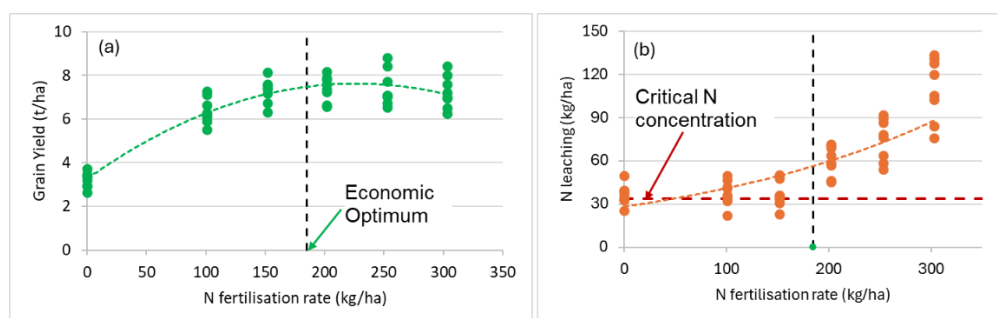 (a)
Grain Yield (t/ha)
10
8
6
4
2
0
Economic
Optimum
0 50 100 150 200 250 300 350
N fertilisation rate (kg/ha)
(b)
N leaching (kg/ha)
150
120
90
60
30
0
Critical N
concentration
0 100 200 300
N fertilisation rate (kg/ha)